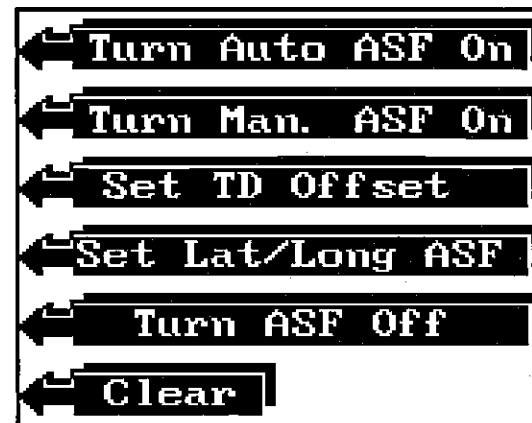 Turn Auto ASF On
Turn Man. ASF On
Set TD Offset
Set Lat/Long ASF
Turn ASF Off
Clear